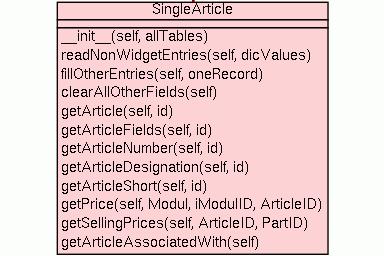 SingleArticle
__init__(self, allTables)
readNonWidgetEntries(self, dicValues)
fillOtherEntries(self, oneRecord)
clearAllOtherFields(self)
getArticle(self, id)
getArticleFields(self, id)
getArticleNumber(self, id)
getArticleDesignation(self, id)
getArticleShort(self, id)
getPrice(self, Modul, iModulID, ArticleID)
getSellingPrices(self, ArticleID, PartID)
getArticleAssociatedWith(self)